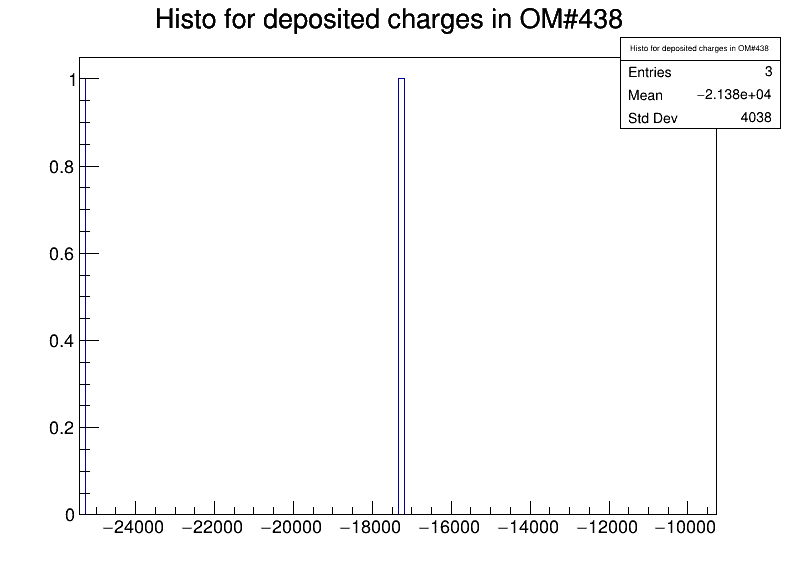 Histo for deposited charges in OM#438
Histo for deposited charges in OM#438
Entries 3
Mean −2.138e+04
Std Dev 4038
1
0.8
0.6
0.4
0.2
0
−24000 −22000 −20000 −18000 −16000 −14000 −12000 −10000